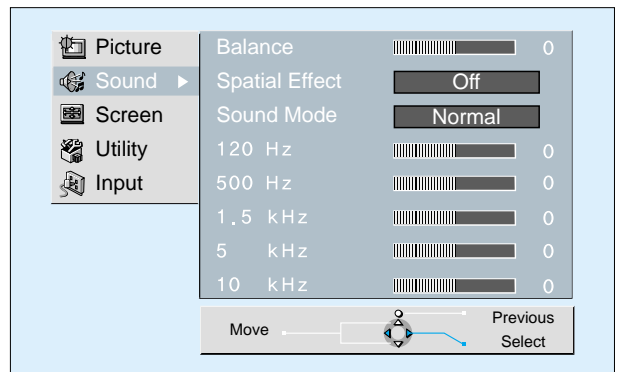 Picture
Sound
Screen
Utility
Input
Balance 0
Spatial Effect Off
Sound Mode Normal
120 Hz 0
500 Hz 0
1.5 kHz 0
5 kHz 0
10 kHz 0
Move
Previous
Select